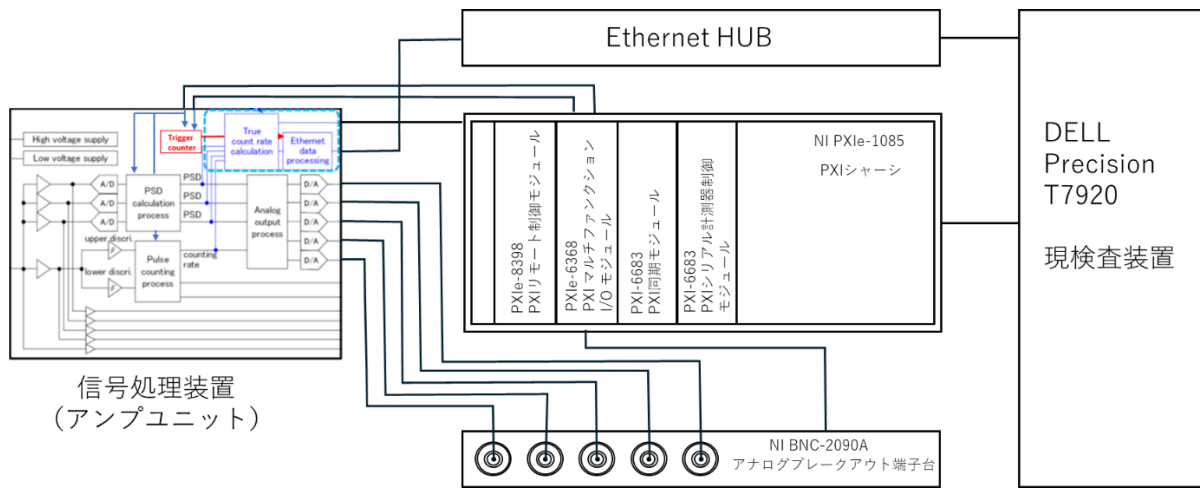 Ethernet HUB
High voltage supply
Low voltage supply
Trigger
counter
True
count rate
calculation
Ethernet
data
processing
A/D
A/D
A/D
PSD
calculation
process
PSD
PSD
PSD
Analog
output
process
D/A
D/A
D/A
D/A
D/A
upper discri.
lower discri.
Pulse
counting
process
counting
rate
信号処理装置
（アンプユニット）
PXIe-8398
PXIリモート制御モジュール
PXIe-6368
PXI マルチファンクション
I/O モジュール
PXI-6683
PXI同期モジュール
PXI-6683
PXIシリアル計測器制御
モジュール
NI PXIe-1085
PXIシャーシ
NI BNC-2090A
アナログブレークアウト端子台
DELL
Precision
T7920
現検査装置